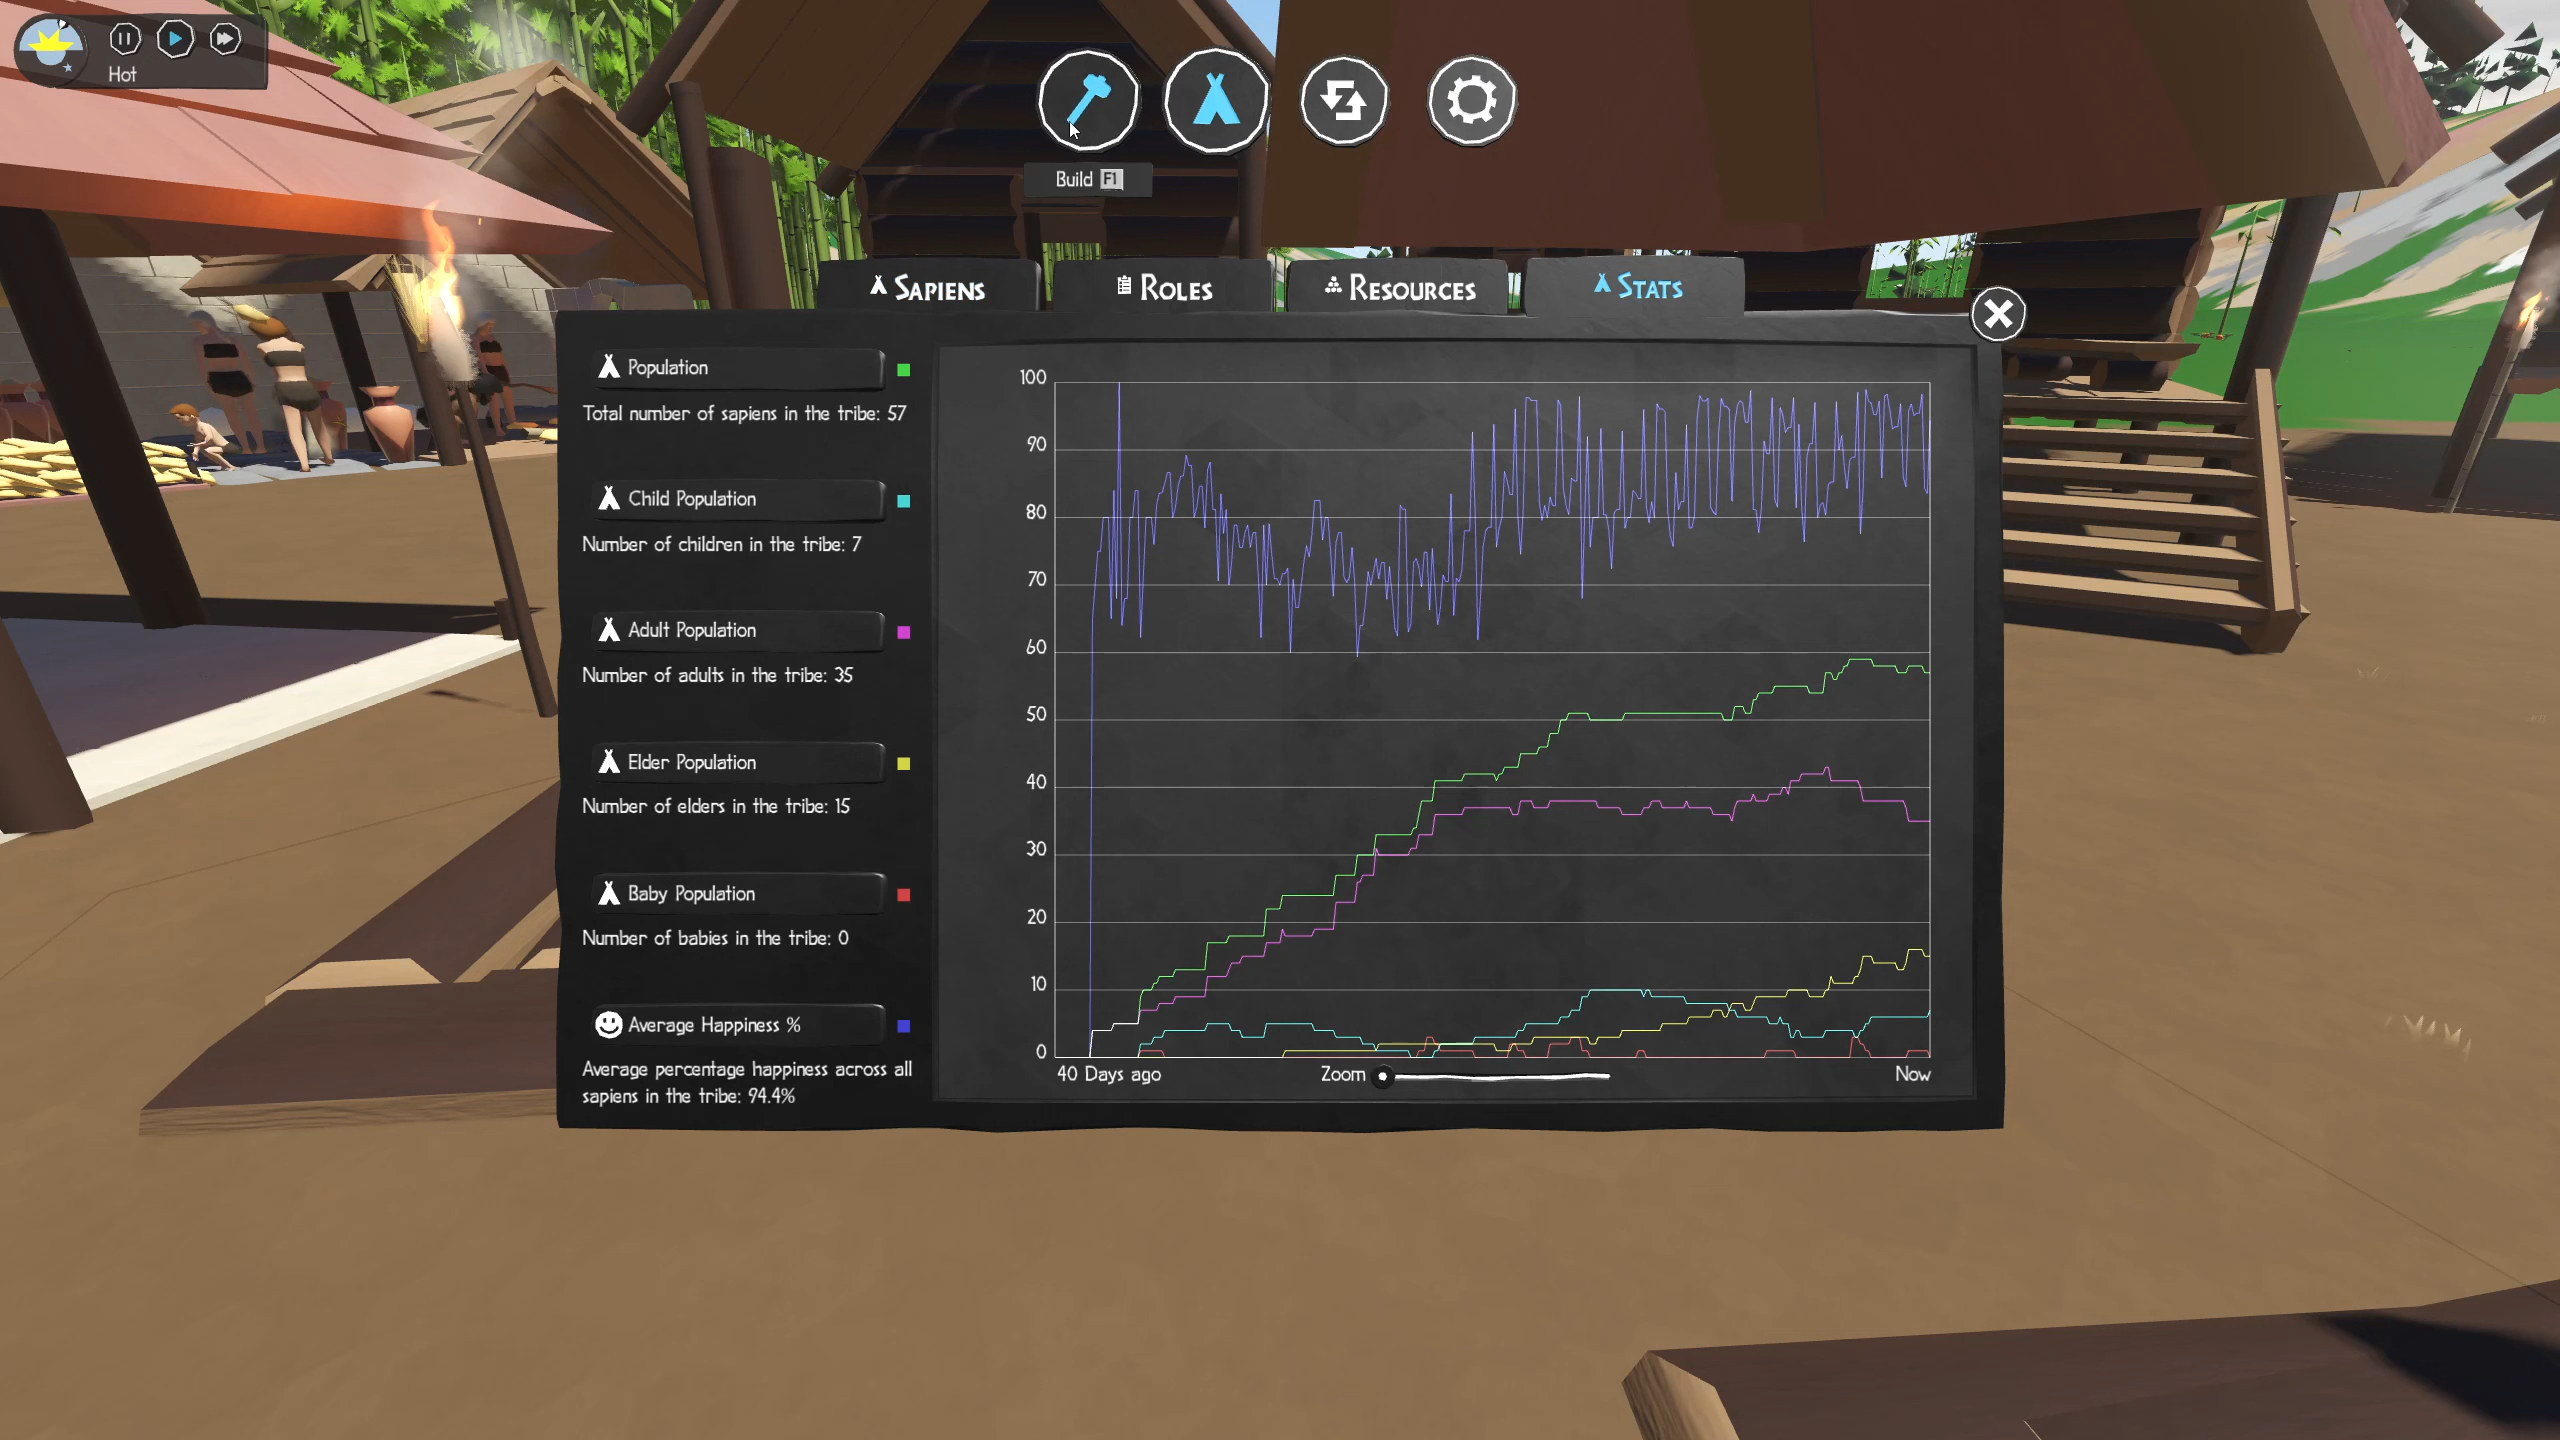 Hot
Build F1
Sapiens
Roles
Resources
Stats
Population
Total number of sapiens in the tribe: 57
Child Population
Number of children in the tribe: 7
Adult Population
Number of adults in the tribe: 35
Elder Population
Number of elders in the tribe: 15
Baby Population
Number of babies in the tribe: 0
Average Happiness %
Average percentage happiness across all
sapiens in the tribe: 94.4%
100
90
80
70
60
50
40
30
20
10
0
40 Days ago
Zoom
Now